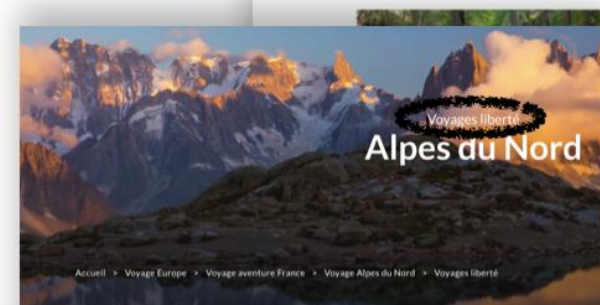 Voyages liberté
Alpes du Nord
Accueil > Voyage Europe > Voyage aventure France > Voyage Alpes du Nord > Voyages liberté